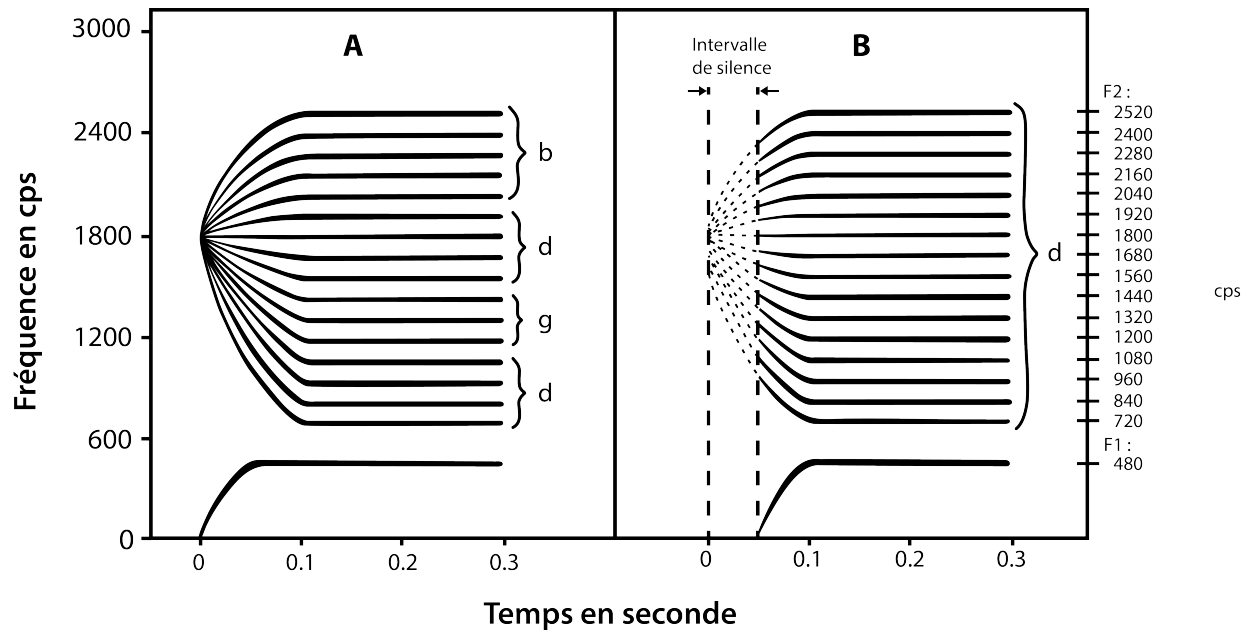 A
B
Intervalle
de silence
Fréquence en cps
3000
2400
1800
1200
600
0
b
d
g
d
d
F2 :
2520
2400
2280
2160
2040
1920
1800
1680
1560
1440
1320
1200
1080
960
840
720
F1 :
480
cps
0 0.1 0.2 0.3
0 0.1 0.2 0.3
Temps en seconde